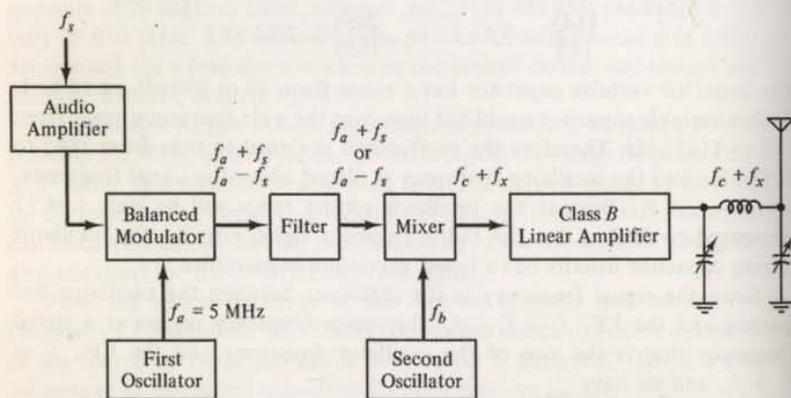 f_s
Audio
Amplifier
f_a + f_s
f_a − f_s
f_a + f_s
or
f_a − f_s
f_c + f_x
f_c + f_x
Balanced
Modulator
Filter
Mixer
Class B
Linear Amplifier
f_a = 5 MHz
f_b
First
Oscillator
Second
Oscillator